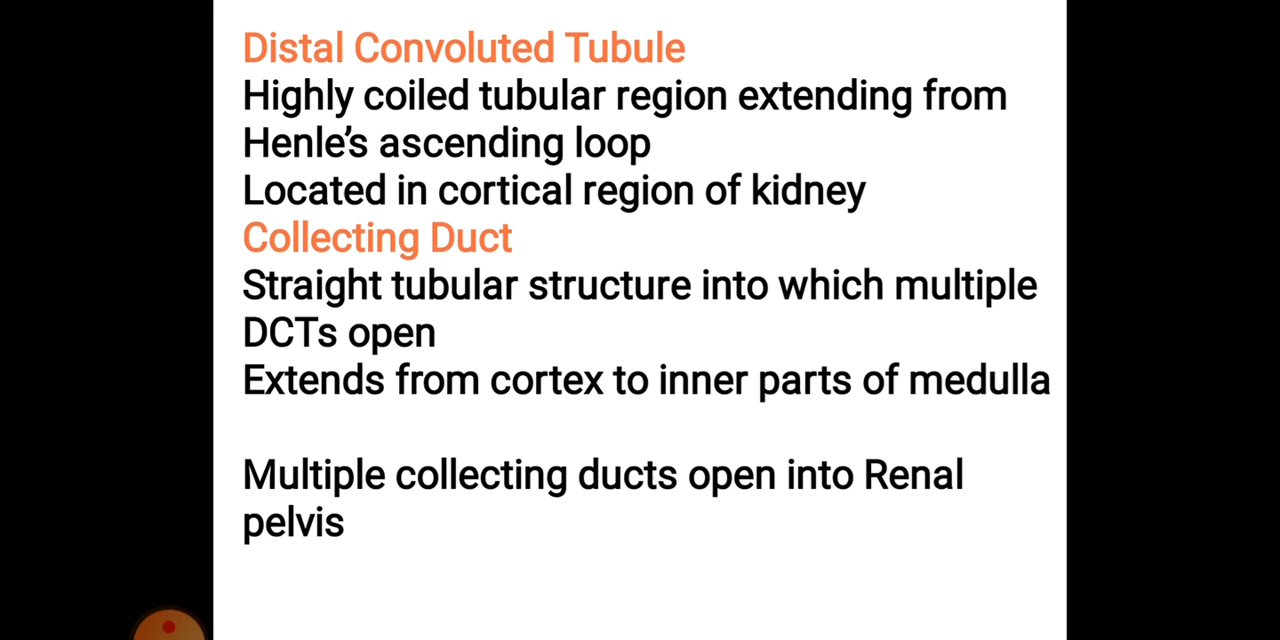 Distal Convoluted Tubule
Highly coiled tubular region extending from
Henle’s ascending loop
Located in cortical region of kidney
Collecting Duct
Straight tubular structure into which multiple
DCTs open
Extends from cortex to inner parts of medulla
Multiple collecting ducts open into Renal
pelvis